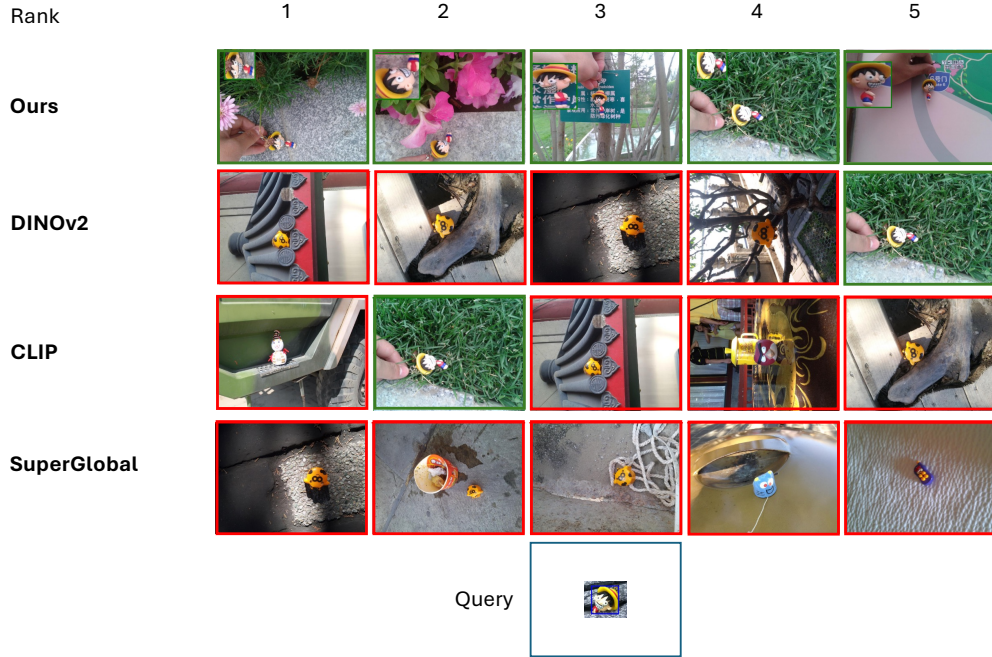 Rank 1 2 3 4 5
Ours
DINOv2
CLIP
SuperGlobal
Query